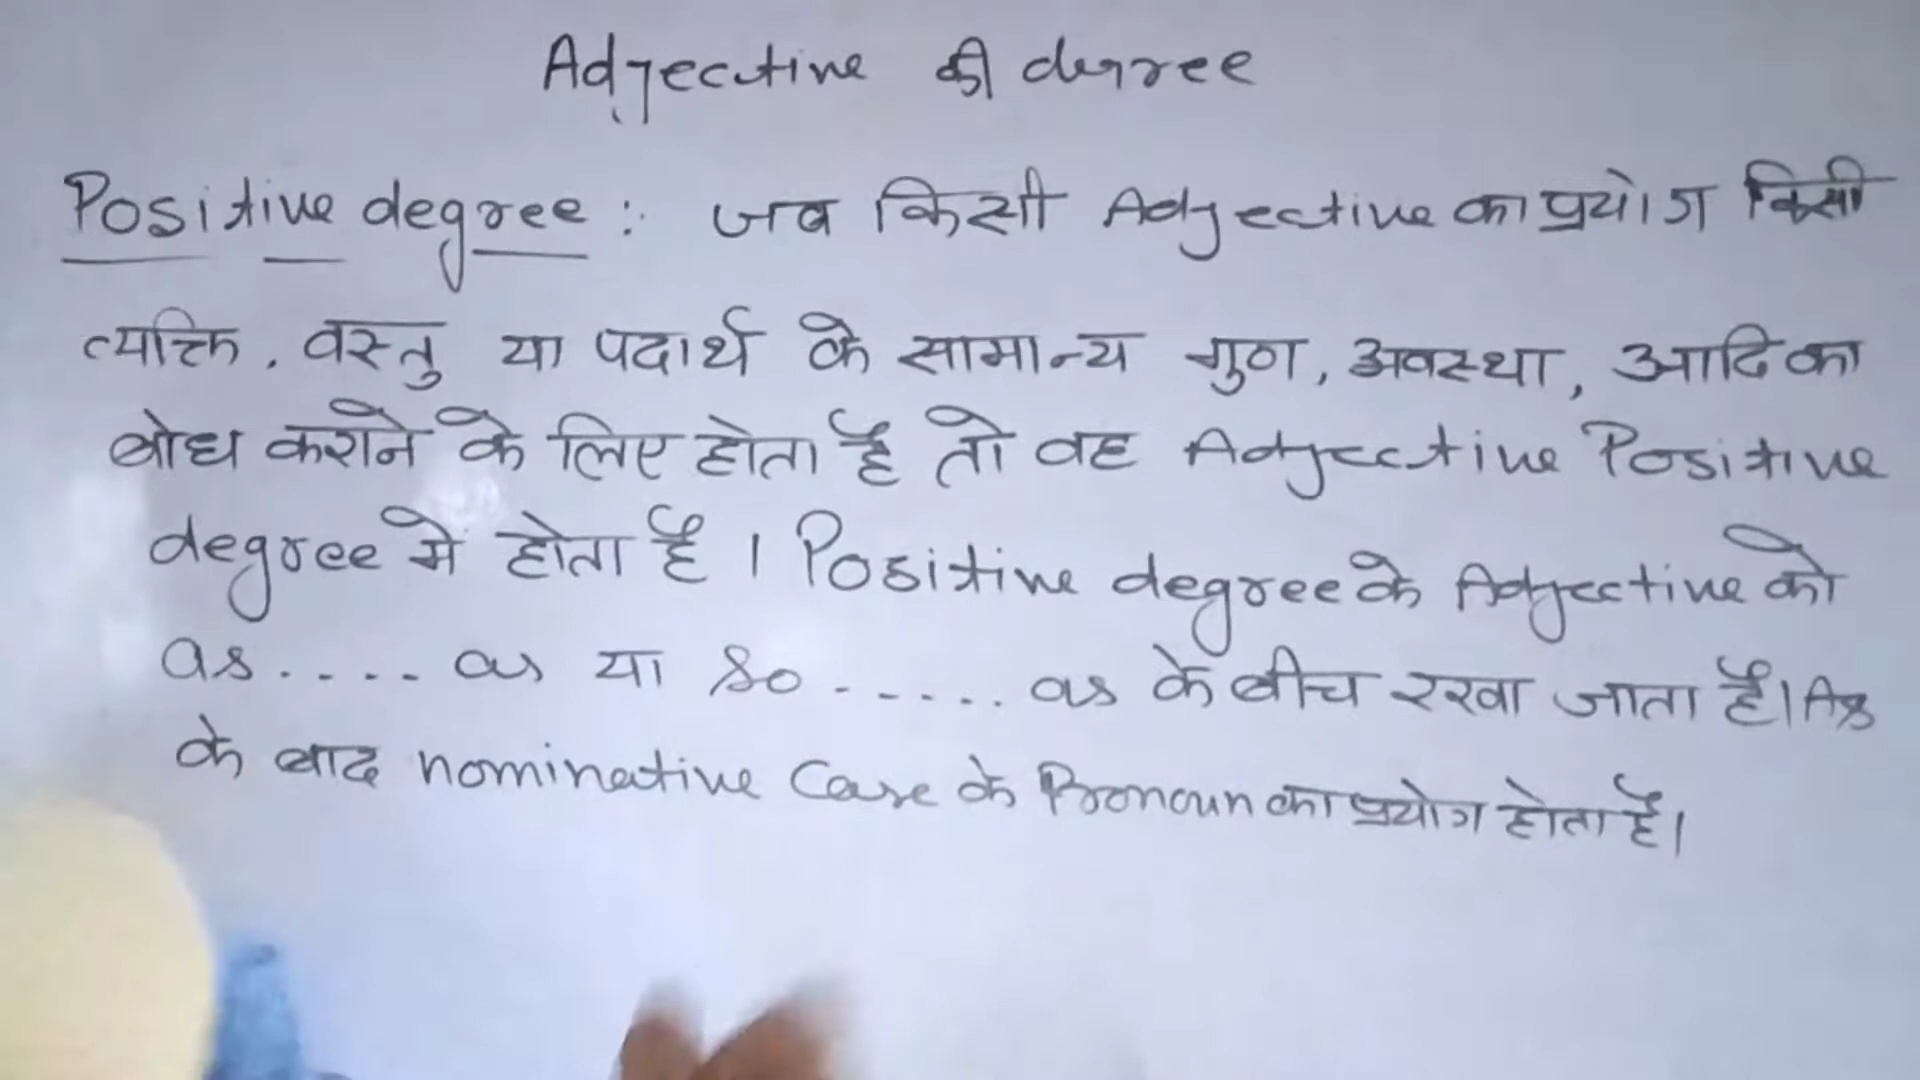 Adjective की degree
Positive degree : जब किसी Adjective का प्रयोग किसी
व्यक्ति, वस्तु या पदार्थ के सामान्य गुण, अवस्था, आदि का
बोध कराने के लिए होता है तो वह Adjective Positive
degree मे होता है । Positive degree के Adjective को
as.... as या so ...... as के बीच रखा जाता है। As
के बाद nominative Case के Pronoun का प्रयोग होता है।